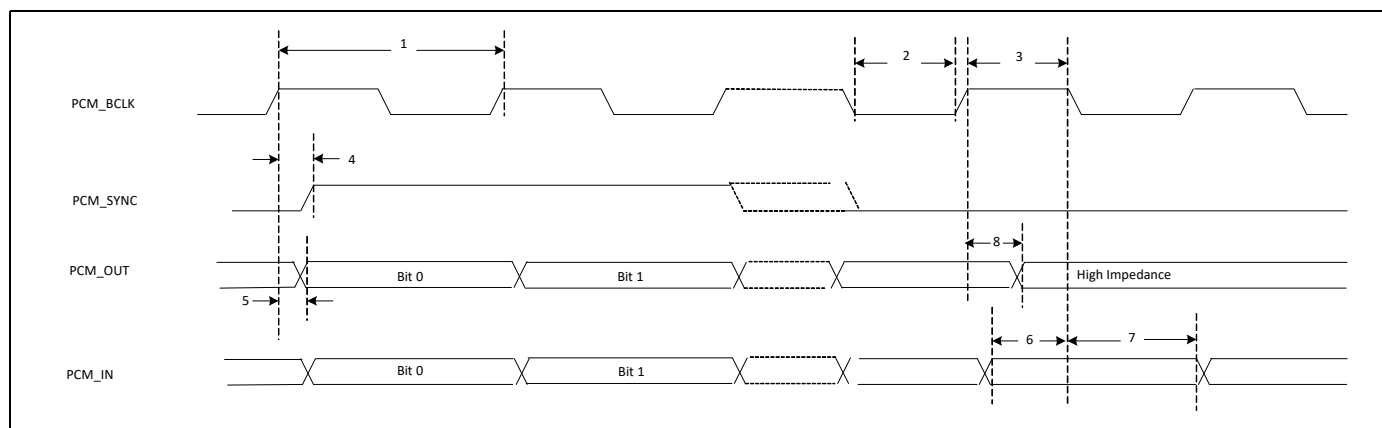 1
2
3
PCM_BCLK
4
PCM_SYNC
8
PCM_OUT
Bit 0
Bit 1
High Impedance
5
6
7
PCM_IN
Bit 0
Bit 1